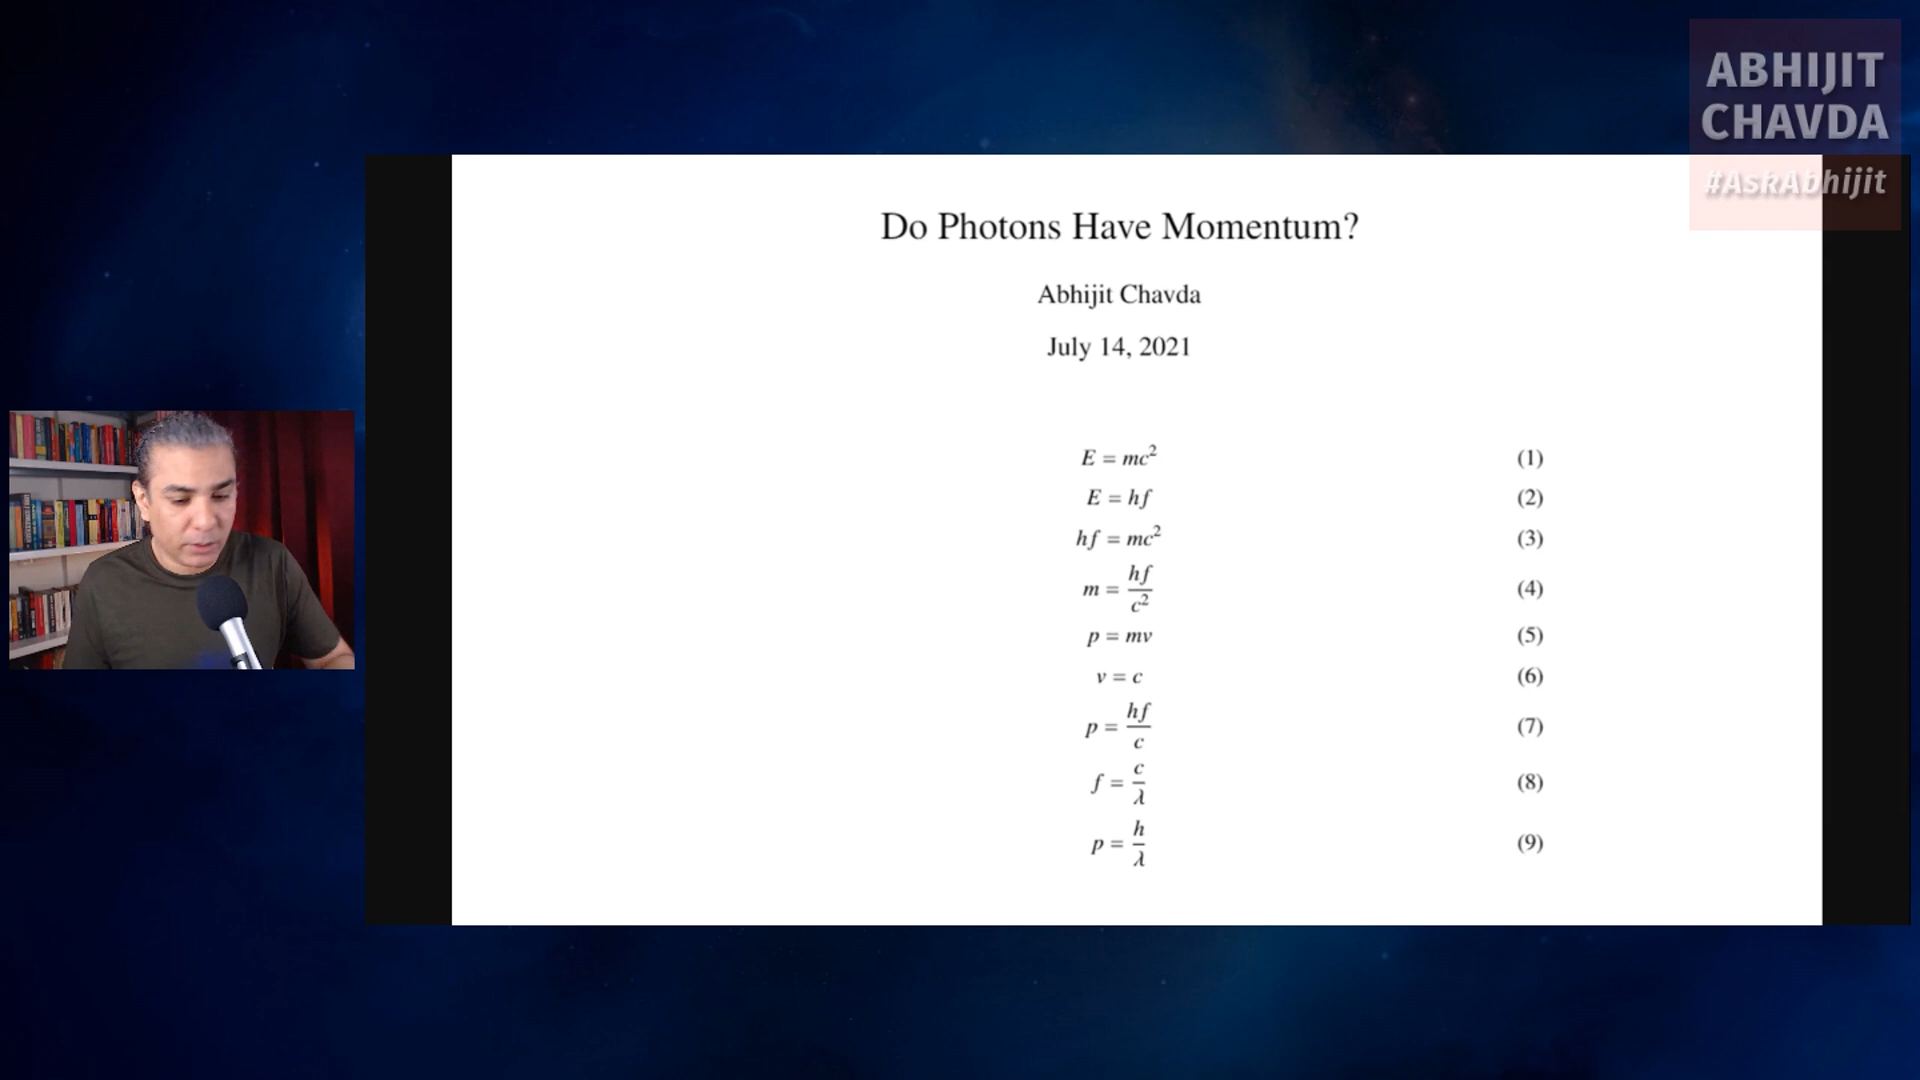 ABHIJIT
CHAVDA
#AskAbhijit
Do Photons Have Momentum?
Abhijit Chavda
July 14, 2021
E = mc² (1)
E = hf (2)
hf = mc² (3)
m = hf/c² (4)
p = mv (5)
v = c (6)
p = hf/c (7)
f = c/λ (8)
p = h/λ (9)